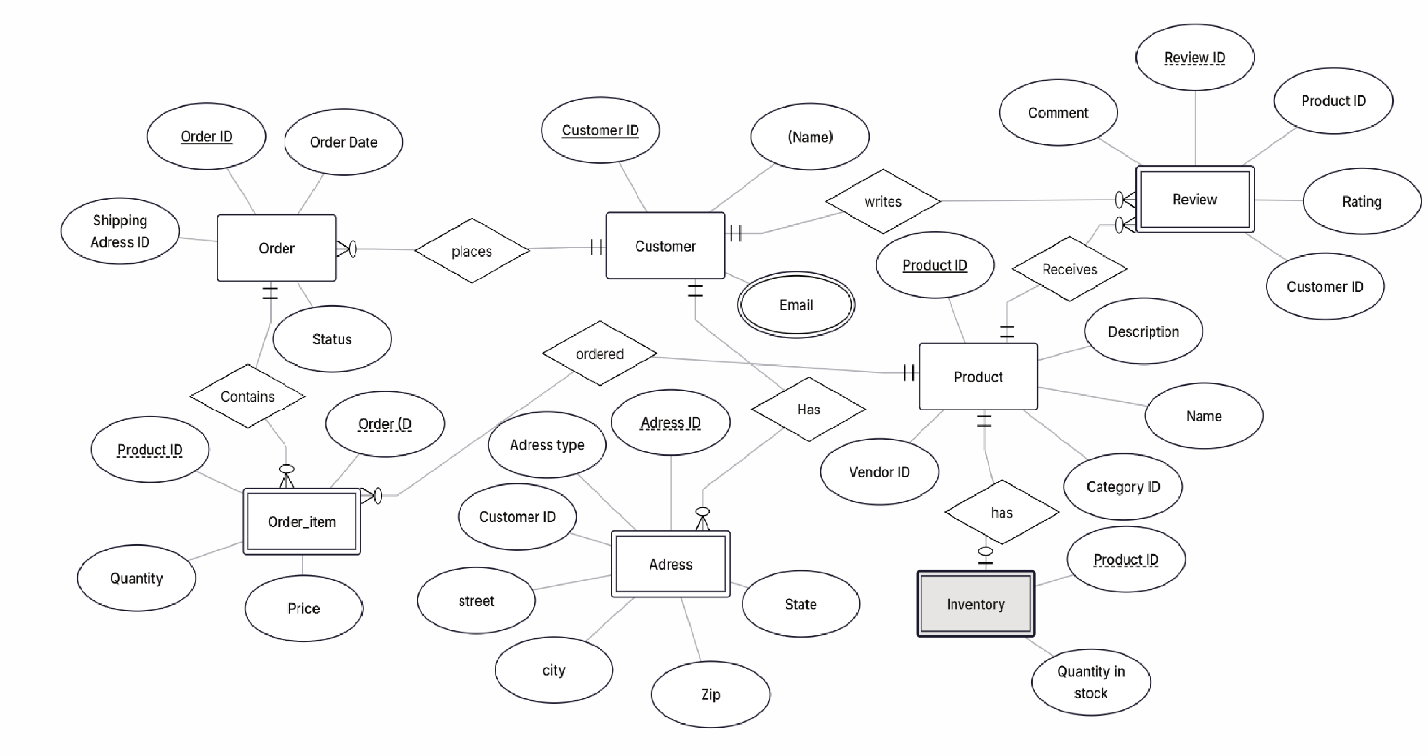 Review ID
Product ID
Comment
Order ID
Order Date
Customer ID
(Name)
writes
Review
Rating
Shipping
Adress ID
Order
places
Customer
Product ID
Receives
Customer ID
Email
Status
ordered
Description
Product
Contains
Has
Name
Product ID
Order (D
Adress type
Adress ID
Vendor ID
Category ID
Order_item
Customer ID
has
Quantity
Price
Adress
Product ID
street
State
Inventory
city
Zip
Quantity in
stock